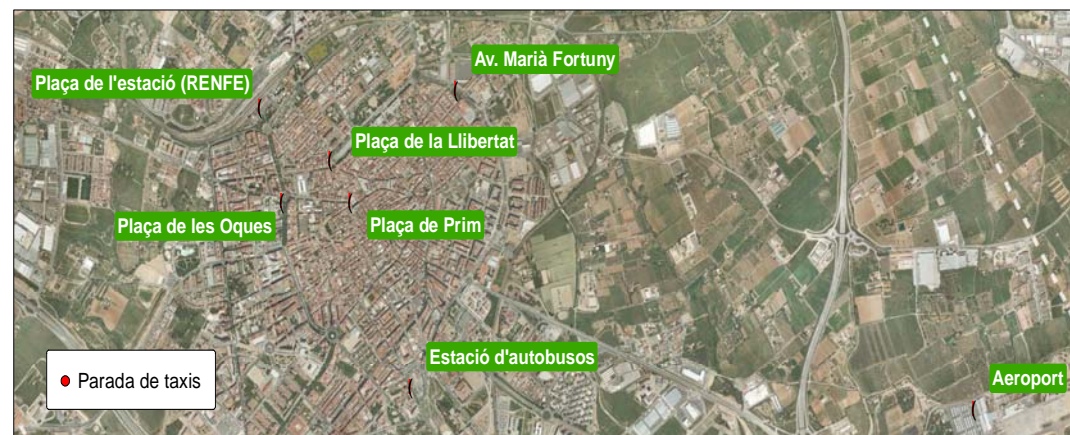 Av. Marià Fortuny
Plaça de l'estació (RENFE)
Plaça de la Llibertat
Plaça de les Oques
Plaça de Prim
Estació d'autobusos
Aeroport
Parada de taxis